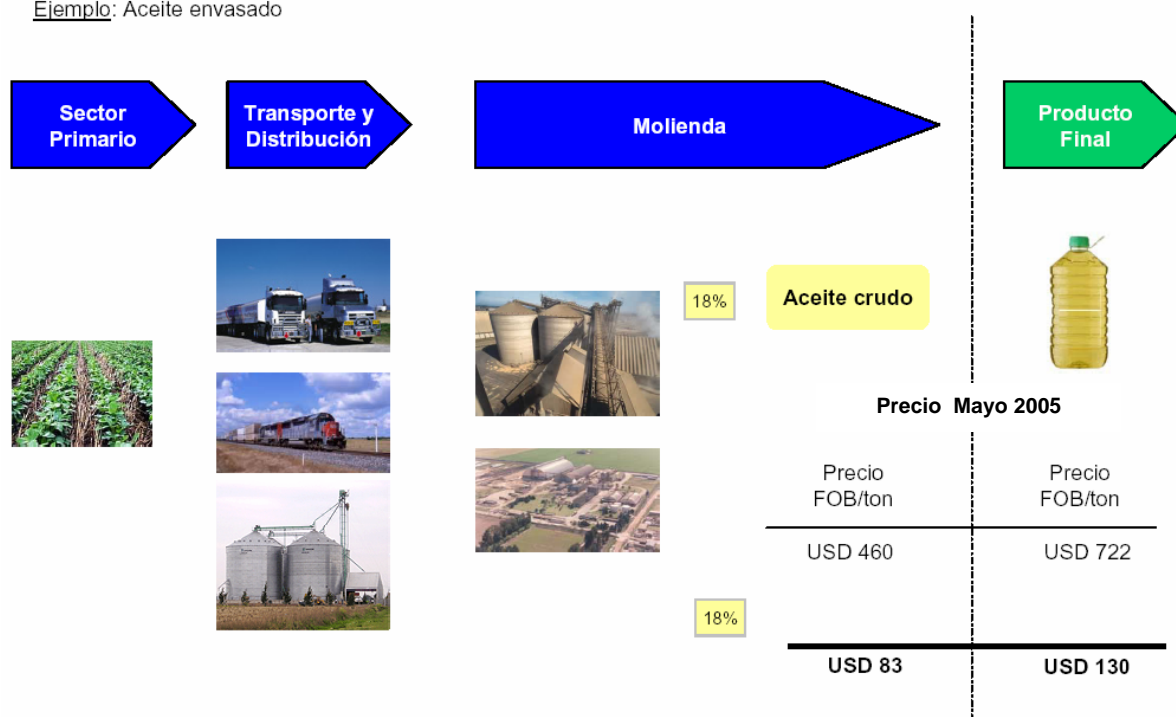 Ejemplo: Aceite envasado
Sector
Primario
Transporte y
Distribución
Molienda
Producto
Final
18%
Aceite crudo
Precio Mayo 2005
Precio
FOB/ton
Precio
FOB/ton
USD 460
USD 722
18%
USD 83
USD 130